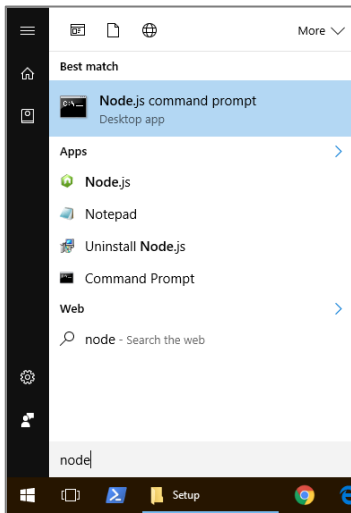 More
Best match
Node.js command prompt
Desktop app
Apps
Node.js
Notepad
Uninstall Node.js
Command Prompt
Web
node - Search the web
node
Setup